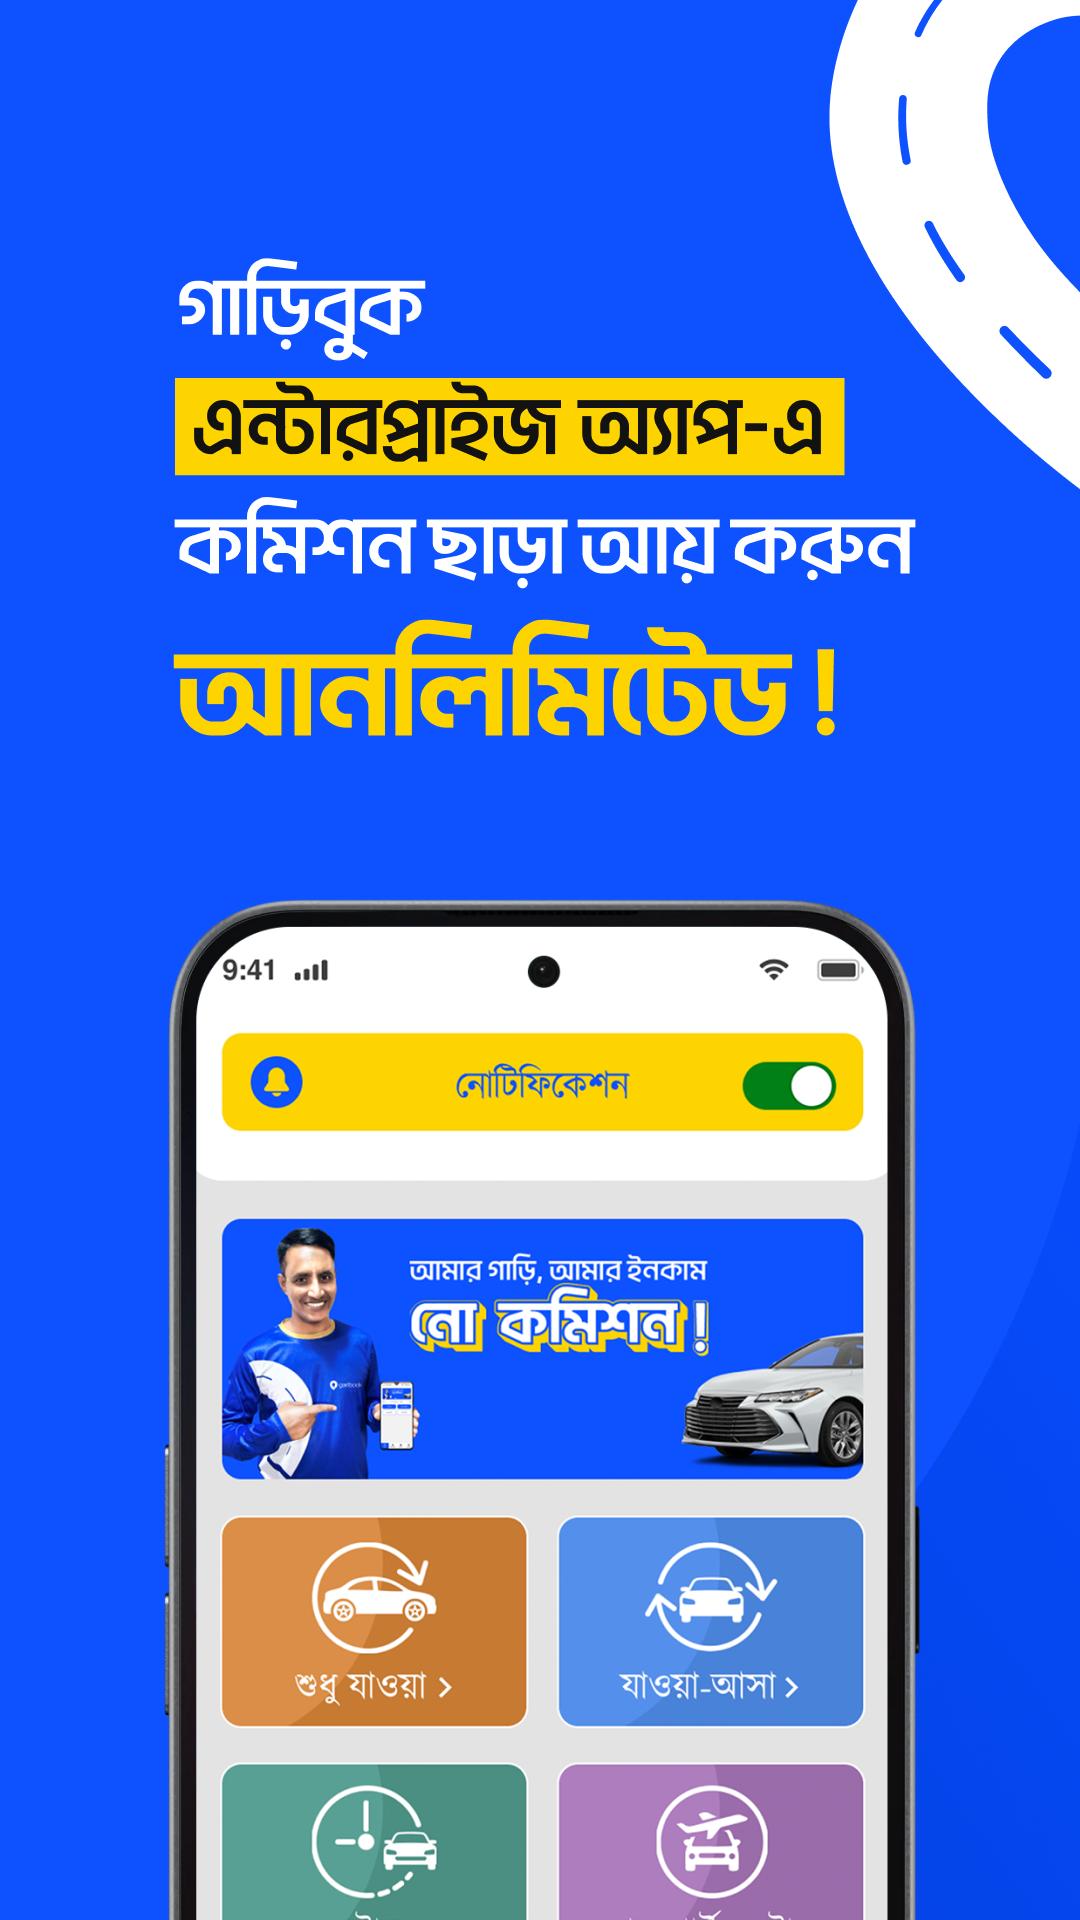 গাড়িবুক
এন্টারপ্রাইজ অ্যাপ-এ
কমিশন ছাড়া আয় করুন
আনলিমিটেড !
9:41
নোটিফিকেশন
আমার গাড়ি, আমার ইনকাম
নো কমিশন !
garibook
শুধু যাওয়া >
যাওয়া-আসা >